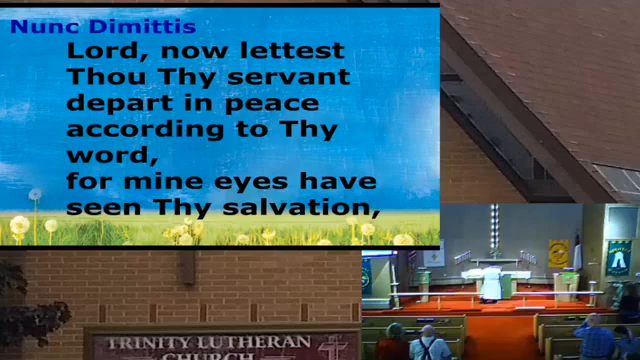 Nunc Dimittis
Lord, now lettest
Thou Thy servant
depart in peace
according to Thy
word,
for mine eyes have
seen Thy salvation,
TRINITY LUTHERAN
CHURCH